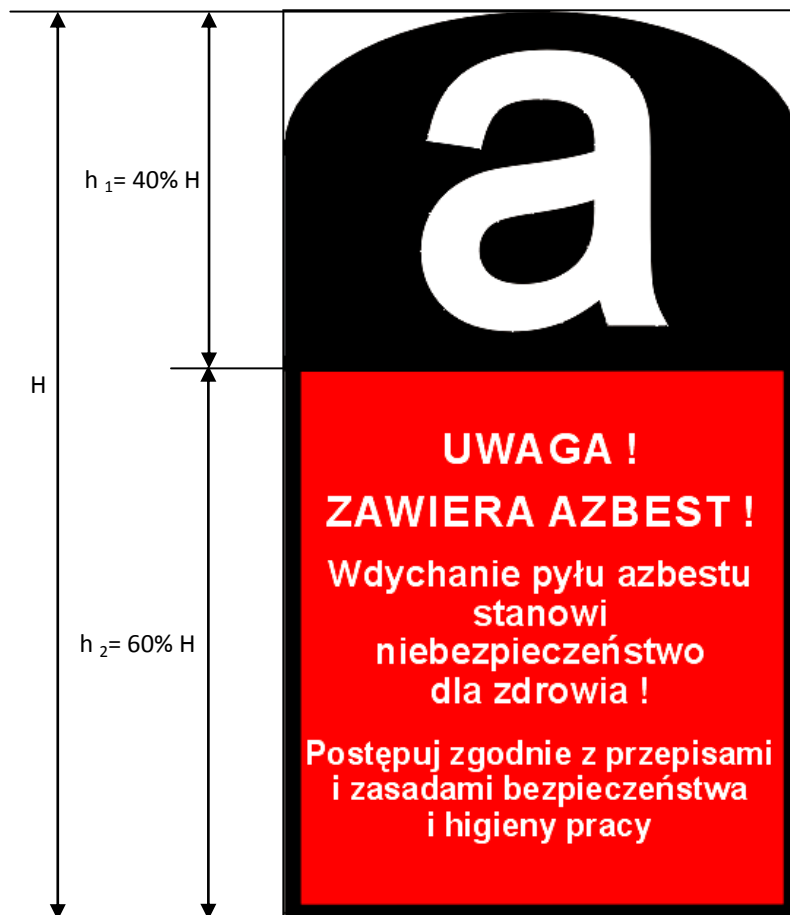 a
h 1= 40% H
H
UWAGA !
ZAWIERA AZBEST !
Wdychanie pyłu azbestu
stanowi
niebezpieczeństwo
dla zdrowia !
h 2= 60% H
Postępuj zgodnie z przepisami
i zasadami bezpieczeństwa
i higieny pracy